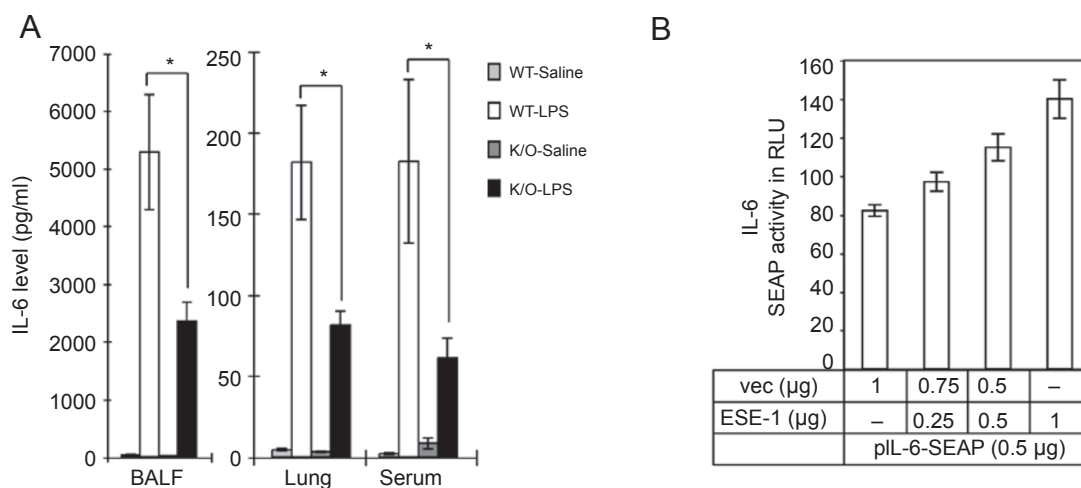 A
IL-6 level (pg/ml)
7000
6000
5000
4000
3000
2000
1000
0
*
BALF
250
200
150
100
50
0
*
*
Lung
Serum
WT-Saline
WT-LPS
K/O-Saline
K/O-LPS
B
IL-6
SEAP activity in RLU
160
140
120
100
80
60
40
20
0
vec (µg) 1 0.75 0.5 –
ESE-1 (µg) – 0.25 0.5 1
pIL-6-SEAP (0.5 µg)